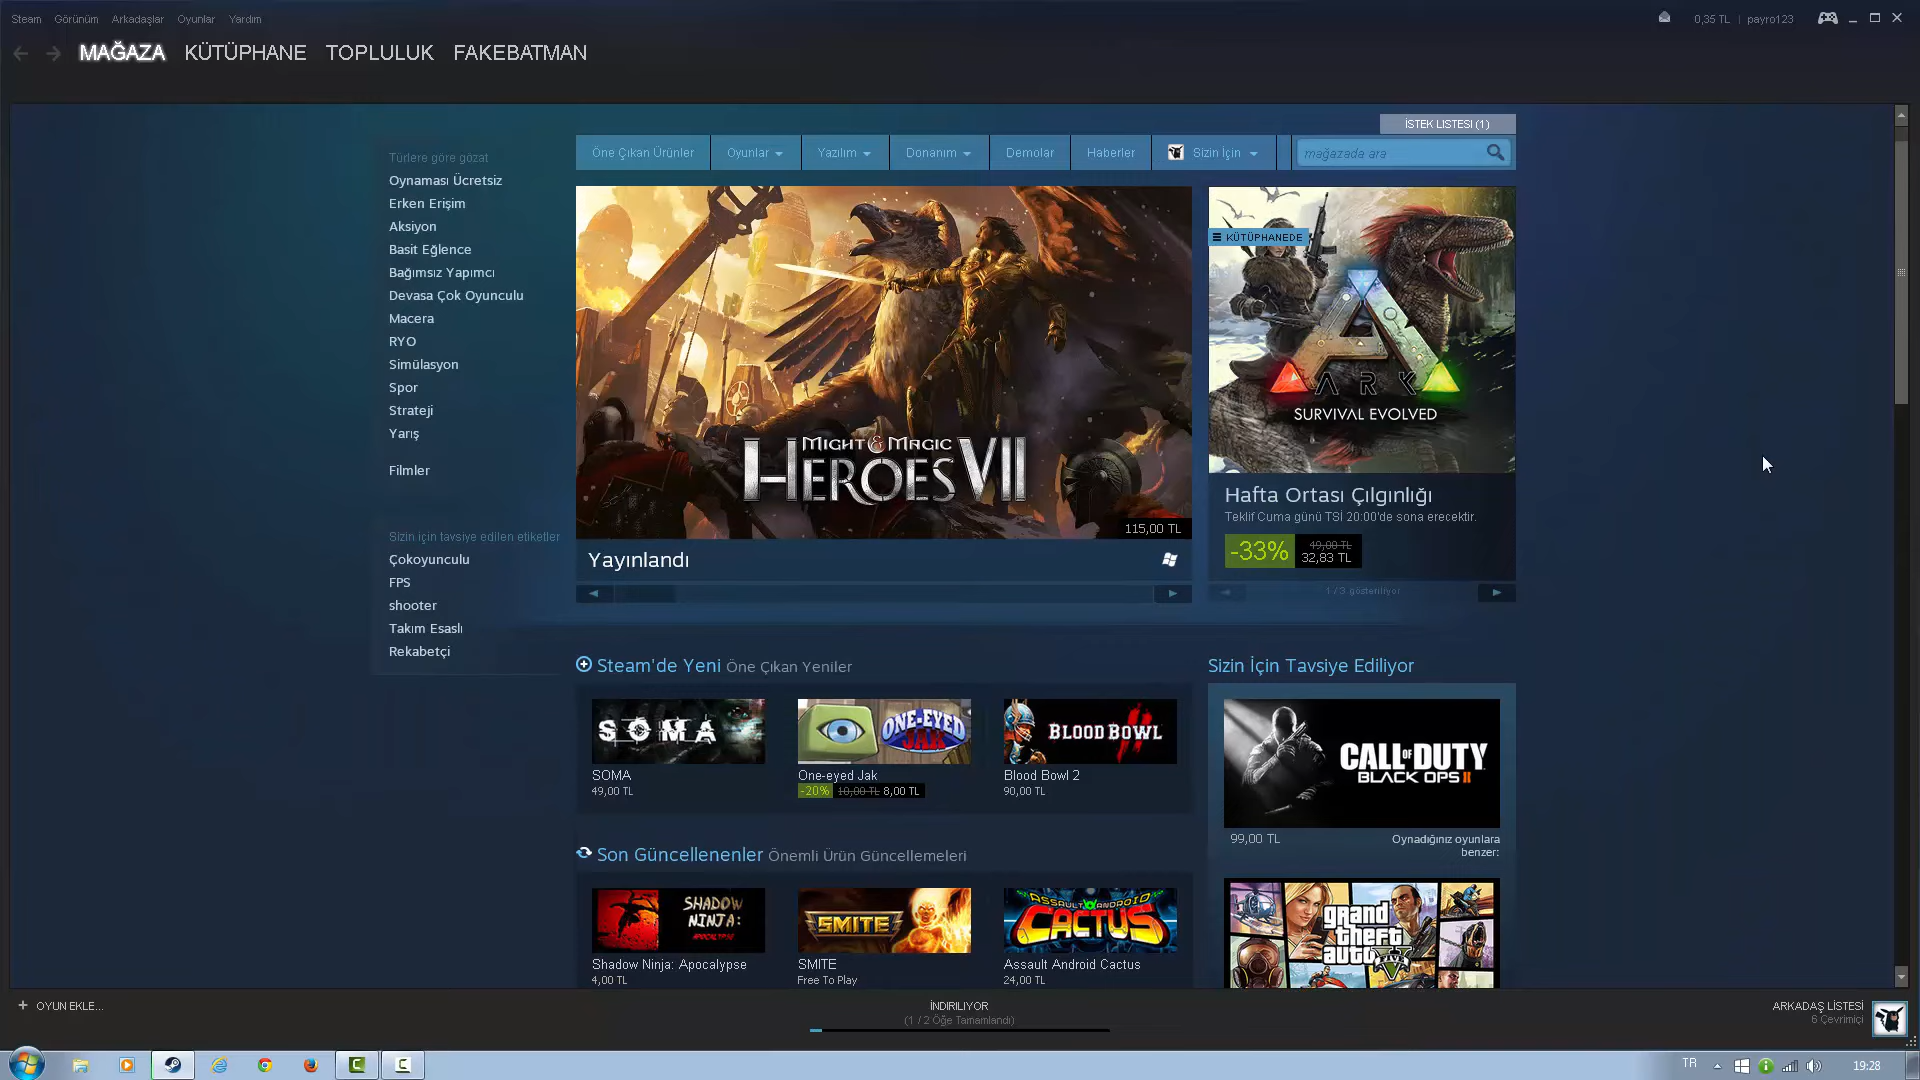 Steam Görünüm Arkadaşlar Oyunlar Yardım
0,35 TL | payro123
MAĞAZA KÜTÜPHANE TOPLULUK FAKEBATMAN
İSTEK LİSTESİ (1)
Öne Çıkan Ürünler Oyunlar Yazılım Donanım Demolar Haberler Sizin İçin mağazada ara
Türlere göre gözat
Oynaması Ücretsiz
Erken Erişim
Aksiyon
Basit Eğlence
Bağımsız Yapımcı
Devasa Çok Oyunculu
Macera
RYO
Simülasyon
Spor
Strateji
Yarış
Filmler
Sizin için tavsiye edilen etiketler
Çokoyunculu
FPS
shooter
Takım Esaslı
Rekabetçi
MIGHT & MAGIC
HEROES VII
115,00 TL
Yayınlandı
KÜTÜPHANEDE
ARK
SURVIVAL EVOLVED
Hafta Ortası Çılgınlığı
Teklif Cuma günü TSİ 20:00'de sona erecektir.
-33% 49,00 TL
32,83 TL
1 / 3 gösteriliyor
Steam'de Yeni Öne Çıkan Yeniler
SOMA
ONE-EYED
JAK
BLOOD BOWL II
SOMA
49,00 TL
One-eyed Jak
-20% 10,00 TL 8,00 TL
Blood Bowl 2
90,00 TL
Son Güncellenenler Önemli Ürün Güncellemeleri
SHADOW
NINJA:
APOCALYPSE
SMITE
ASSAULT ANDROID
CACTUS
Shadow Ninja: Apocalypse
4,00 TL
SMITE
Free To Play
Assault Android Cactus
24,00 TL
Sizin İçin Tavsiye Ediliyor
CALL OF DUTY
BLACK OPS II
99,00 TL
Oynadığınız oyunlara
benzer:
grand
theft
auto
V
+ OYUN EKLE...
İNDİRİLİYOR
(1 / 2 Öğe Tamamlandı)
ARKADAŞ LİSTESİ
6 Çevrimiçi
TR
19:28